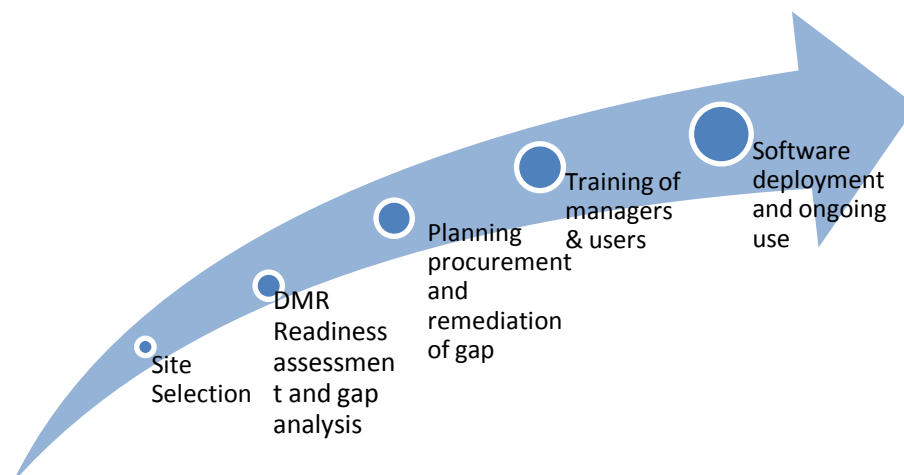 Site
Selection
DMR
Readiness
assessmen
t and gap
analysis
Planning
procurement
and
remediation
of gap
Training of
managers
& users
Software
deployment
and ongoing
use